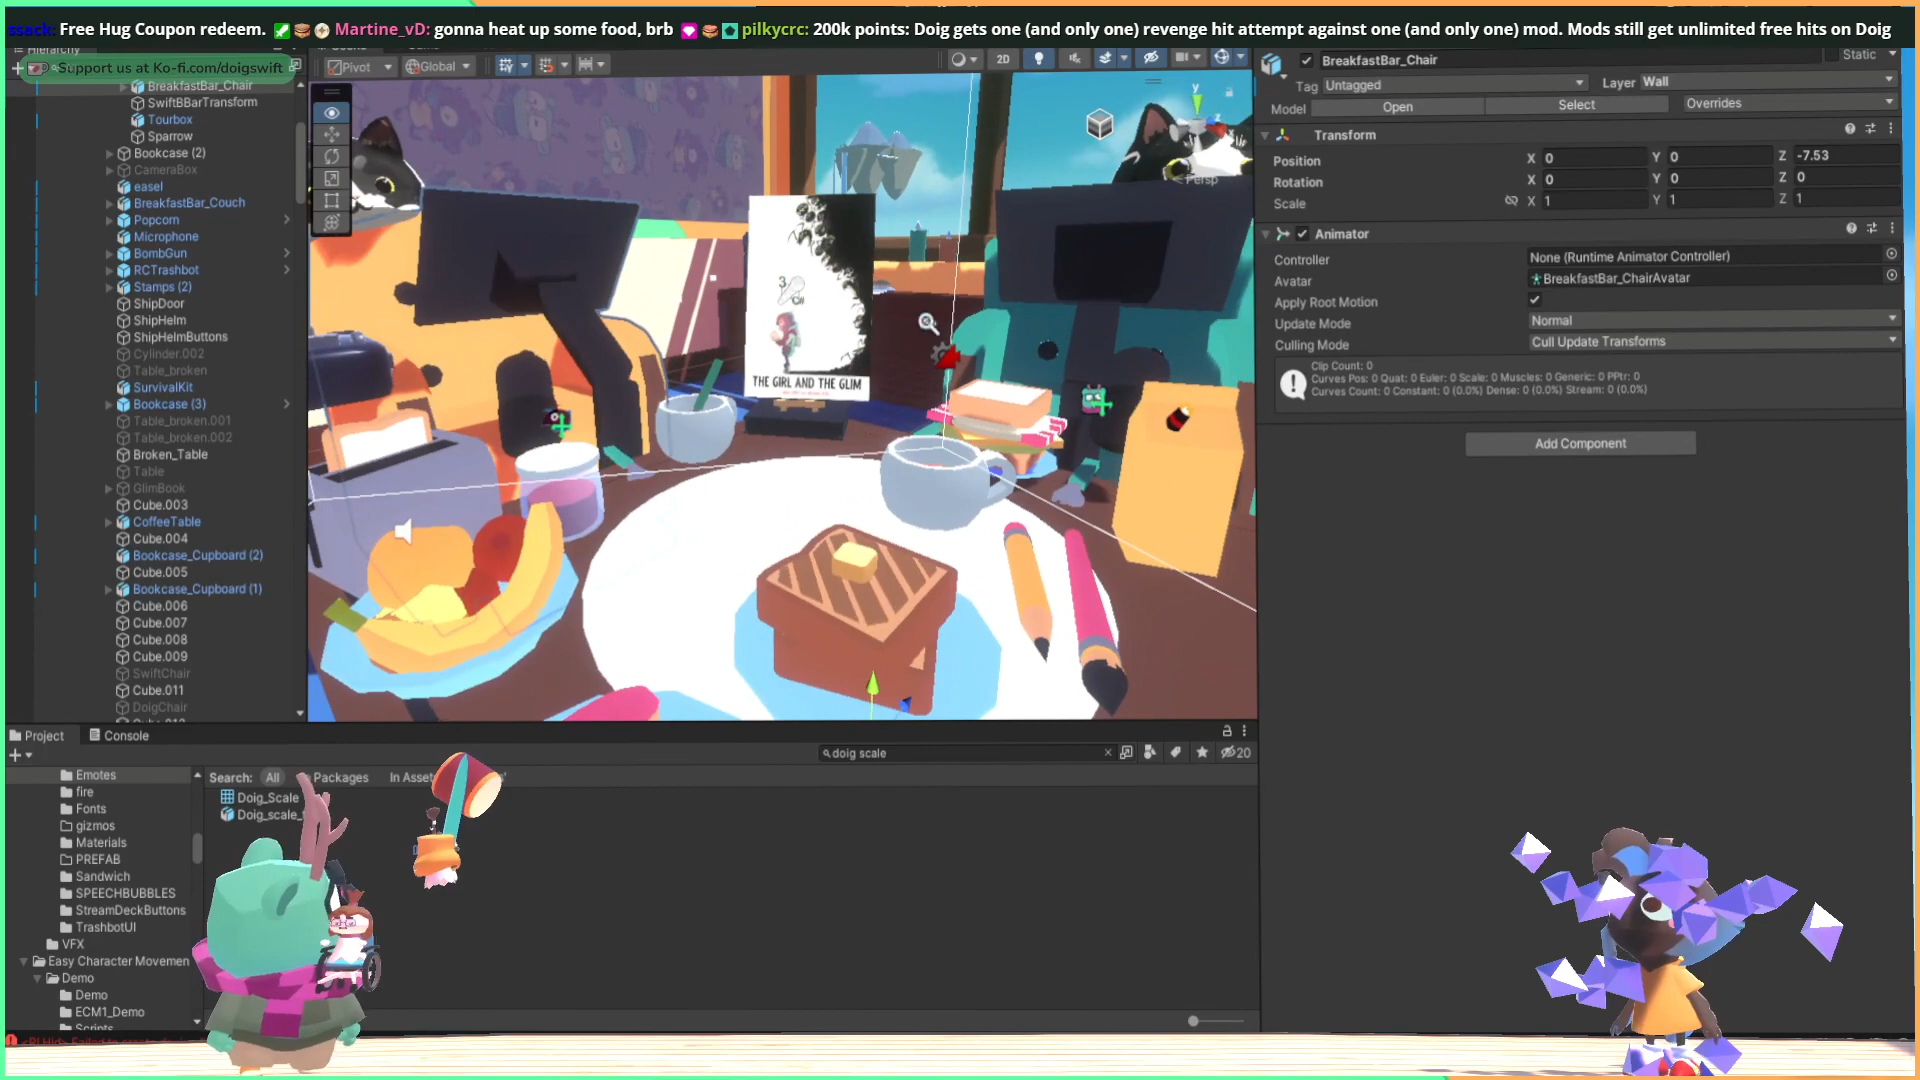 ssack: Free Hug Coupon redeem. Martine_vD: gonna heat up some food, brb pilkycrc: 200k points: Doig gets one (and only one) revenge hit attempt against one (and only one) mod. Mods still get unlimited free hits on Doig
Hierarchy
Support us at Ko-fi.com/doigswift
BreakfastBar_Chair
SwiftBBarTransform
Tourbox
Sparrow
Bookcase (2)
CameraBox
easel
BreakfastBar_Couch
Popcorn
Microphone
BombGun
RCTrashbot
Stamps (2)
ShipDoor
ShipHelm
ShipHelmButtons
Cylinder.002
Table_broken
SurvivalKit
Bookcase (3)
Table_broken.001
Table_broken.002
Broken_Table
Table
GlimBook
Cube.003
CoffeeTable
Cube.004
Bookcase_Cupboard (2)
Cube.005
Bookcase_Cupboard (1)
Cube.006
Cube.007
Cube.008
Cube.009
SwiftChair
Cube.011
DoigChair
Pivot
Global
2D
y
Persp
THE GIRL AND THE GLIM
BreakfastBar_Chair
Static
Tag Untagged
Layer Wall
Model Open Select Overrides
Transform
Position X 0 Y 0 Z -7.53
Rotation X 0 Y 0 Z 0
Scale X 1 Y 1 Z 1
Animator
Controller None (Runtime Animator Controller)
Avatar BreakfastBar_ChairAvatar
Apply Root Motion
Update Mode Normal
Culling Mode Cull Update Transforms
Clip Count: 0
Curves Pos: 0 Quat: 0 Euler: 0 Scale: 0 Muscles: 0 Generic: 0 PPtr: 0
Curves Count: 0 Constant: 0 (0.0%) Dense: 0 (0.0%) Stream: 0 (0.0%)
Add Component
Project
Console
doig scale
20
Search: All Packages In Asset
Doig_Scale
Doig_scale_
Emotes
fire
Fonts
gizmos
Materials
PREFAB
Sandwich
SPEECHBUBBLES
StreamDeckButtons
TrashbotUI
VFX
Easy Character Movemen
Demo
Demo
ECM1_Demo
Scripts